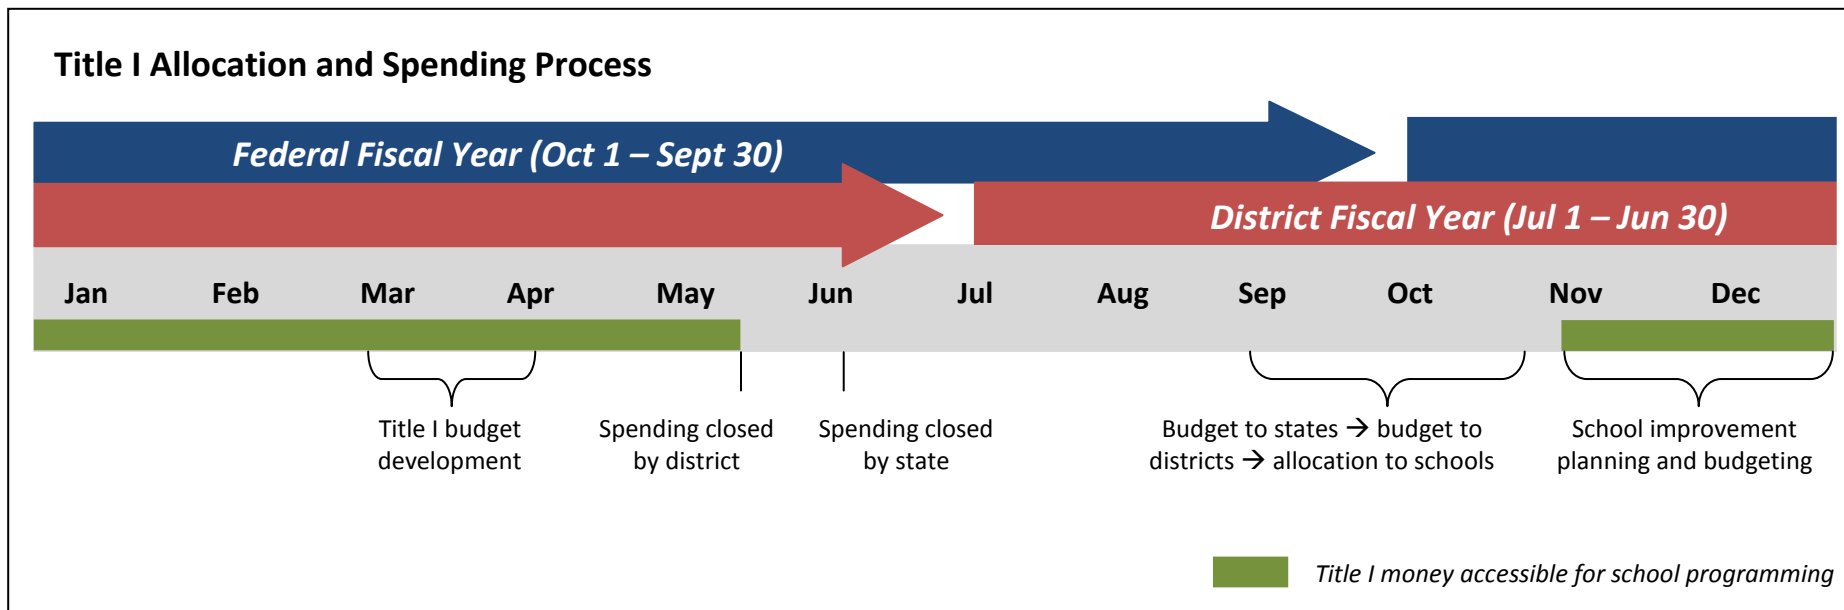 Title I Allocation and Spending Process
Federal Fiscal Year (Oct 1 – Sept 30)
District Fiscal Year (Jul 1 – Jun 30)
Jan Feb Mar Apr May Jun Jul Aug Sep Oct Nov Dec
Title I budget
development
Spending closed
by district
Spending closed
by state
Budget to states → budget to
districts → allocation to schools
School improvement
planning and budgeting
Title I money accessible for school programming